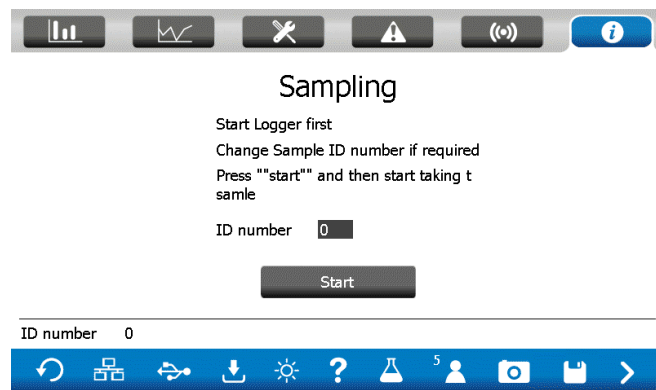 Sampling
Start Logger first
Change Sample ID number if required
Press ""start"" and then start taking t
samle
ID number 0
Start
ID number 0
5